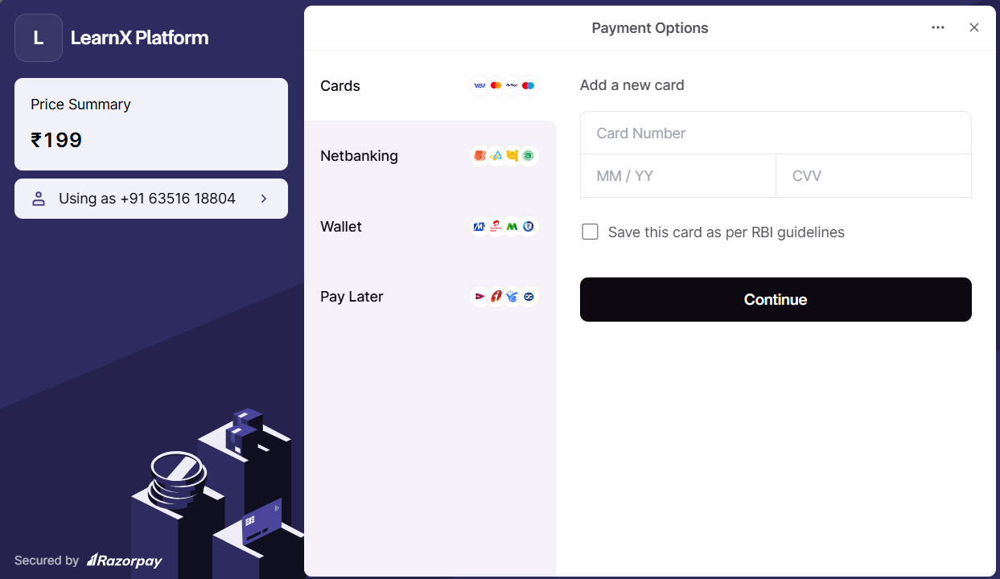 L
LearnX Platform
Price Summary
₹199
Using as +91 63516 18804
Secured by Razorpay
Payment Options
Cards
VISA
Netbanking
Wallet
Pay Later
Add a new card
Card Number
MM / YY
CVV
Save this card as per RBI guidelines
Continue